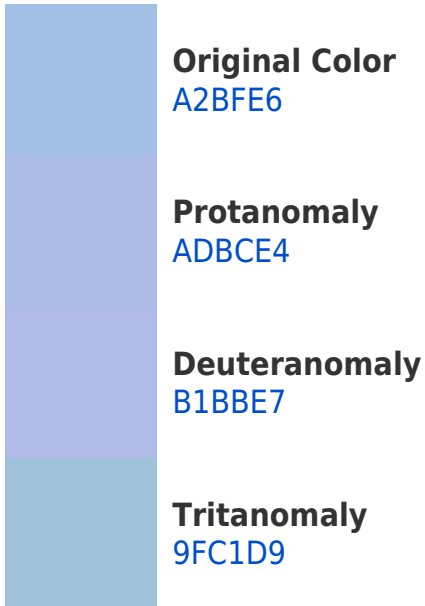 Original Color
A2BFE6
Protanomaly
ADBCE4
Deuteranomaly
B1BBE7
Tritanomaly
9FC1D9